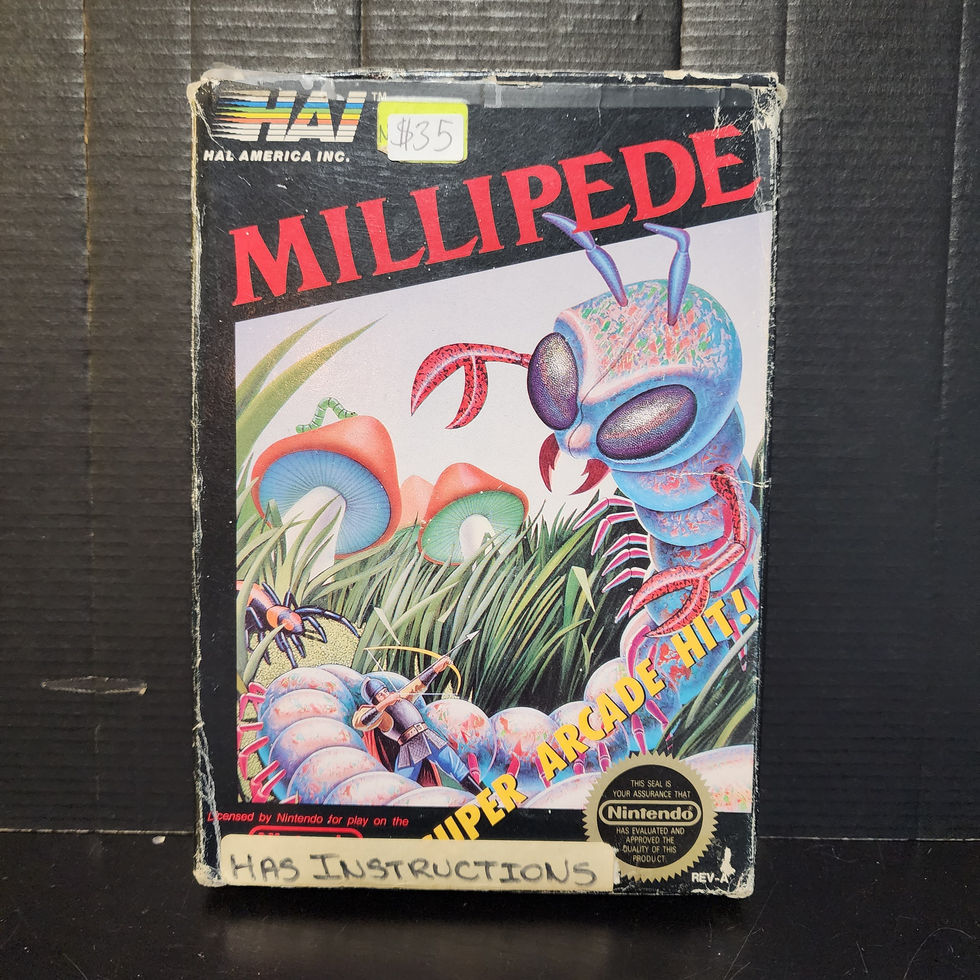 HAL
TM
HAL AMERICA INC.
$35
MILLIPEDE
SUPER ARCADE HIT!
THIS SEAL IS
YOUR ASSURANCE THAT
Nintendo
HAS EVALUATED AND
APPROVED THE
QUALITY OF THIS
PRODUCT.
Licensed by Nintendo for play on the
HAS INSTRUCTIONS
REV-A